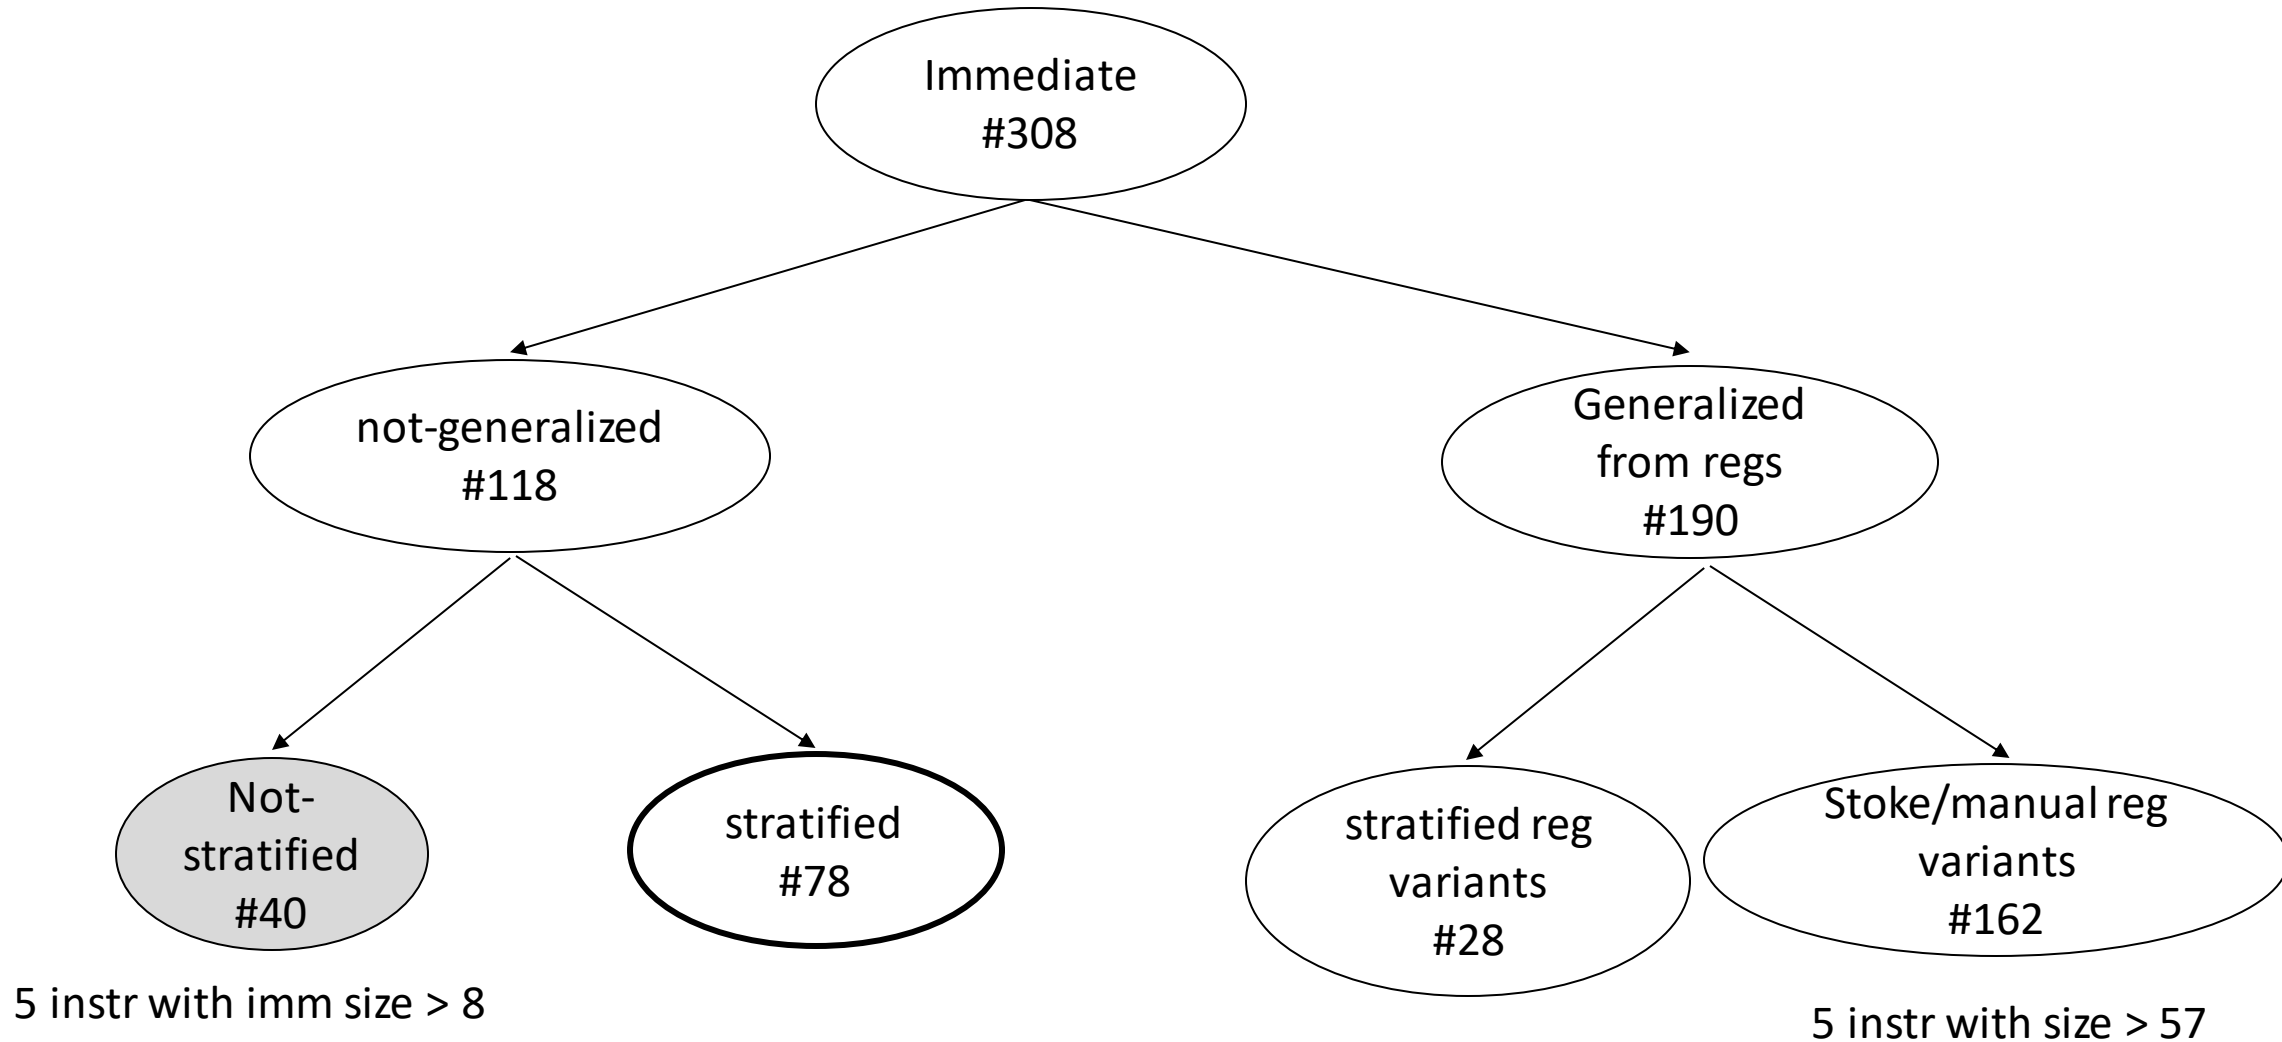 Immediate
#308
not-generalized
#118
Generalized
from regs
#190
Not-
stratified
#40
stratified
#78
stratified reg
variants
#28
Stoke/manual reg
variants
#162
5 instr with imm size > 8
5 instr with size > 57